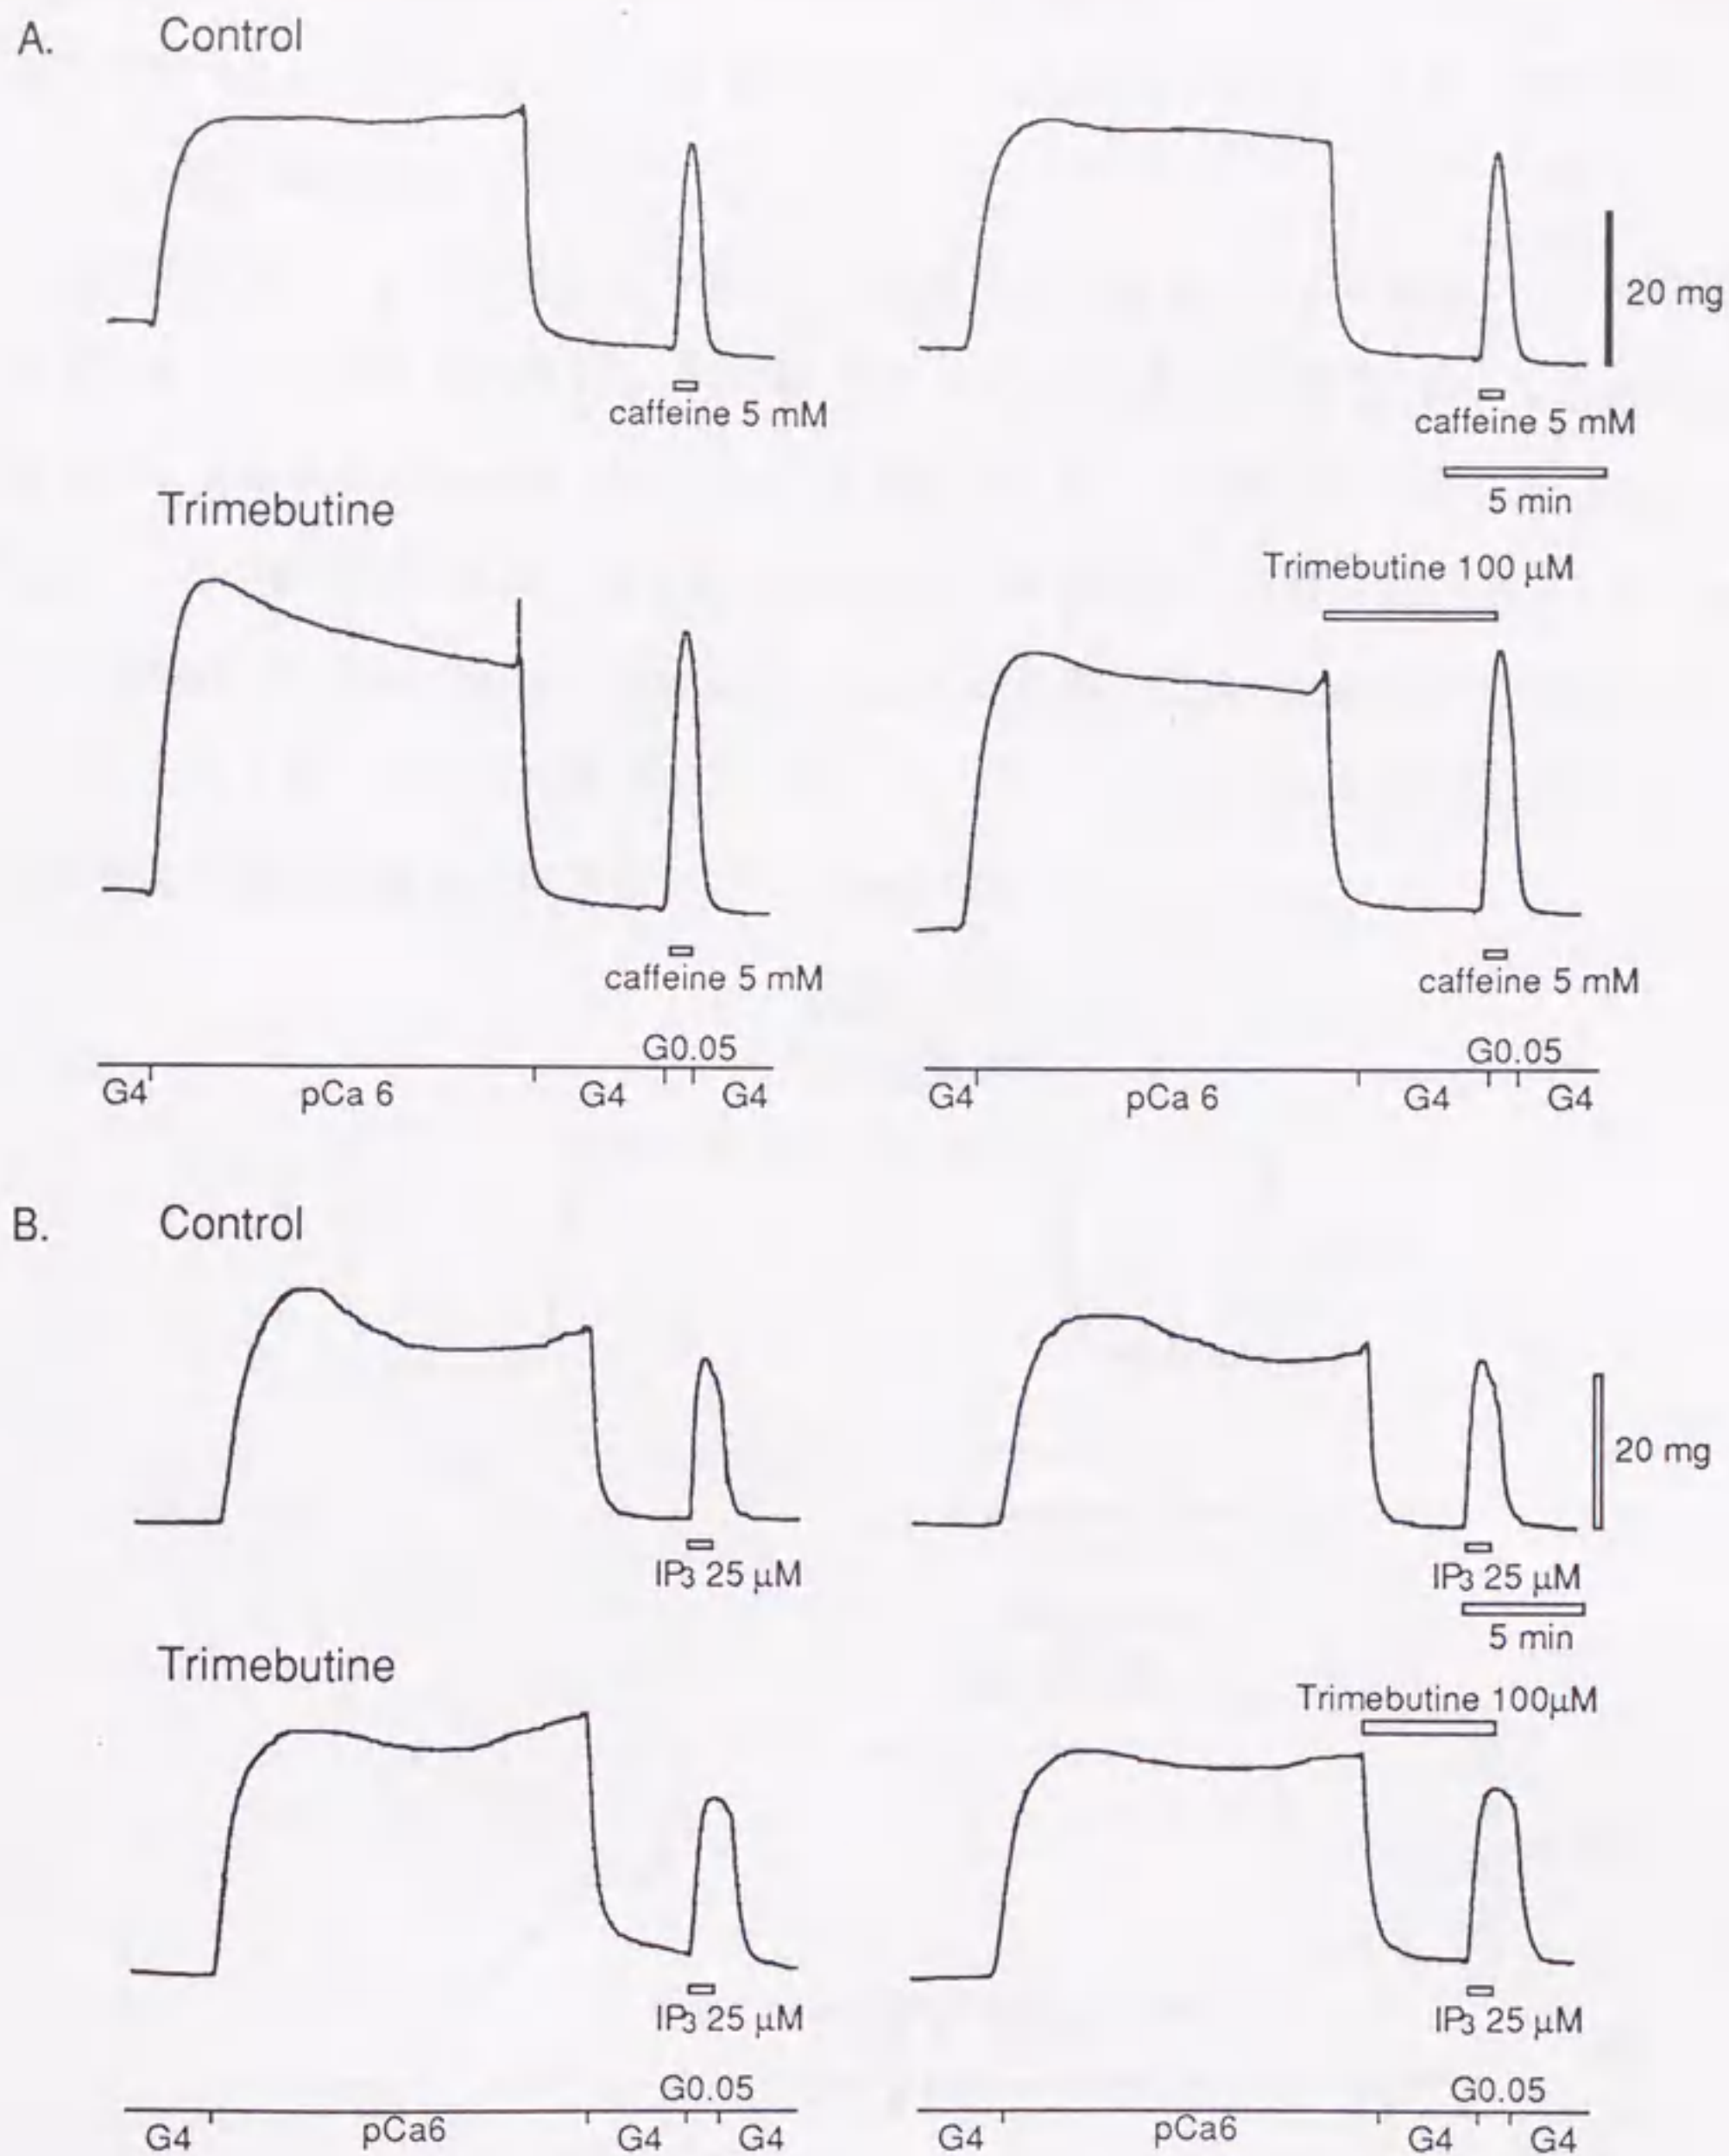 A. Control
20 mg
caffeine 5 mM caffeine 5 mM
5 min
Trimebutine
Trimebutine 100 μM
caffeine 5 mM caffeine 5 mM
G0.05 G0.05
G4 pCa 6 G4 G4 G4 pCa 6 G4 G4
B. Control
20 mg
IP3 25 μM IP3 25 μM
5 min
Trimebutine
Trimebutine 100μM
IP3 25 μM IP3 25 μM
G0.05 G0.05
G4 pCa6 G4 G4 G4 pCa6 G4 G4